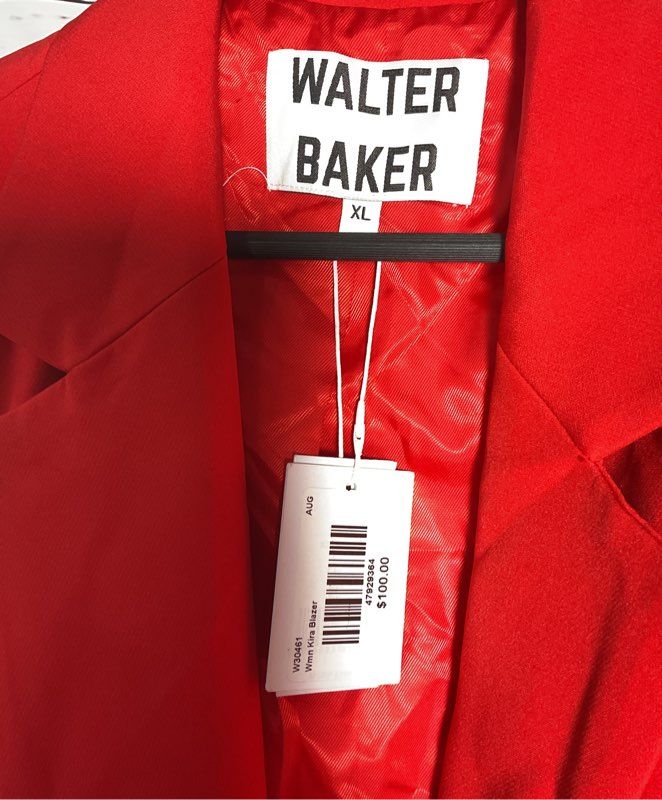 WALTER
BAKER
XL
AUG
W30461
Wmn Kira Blazer
47929364
$100.00